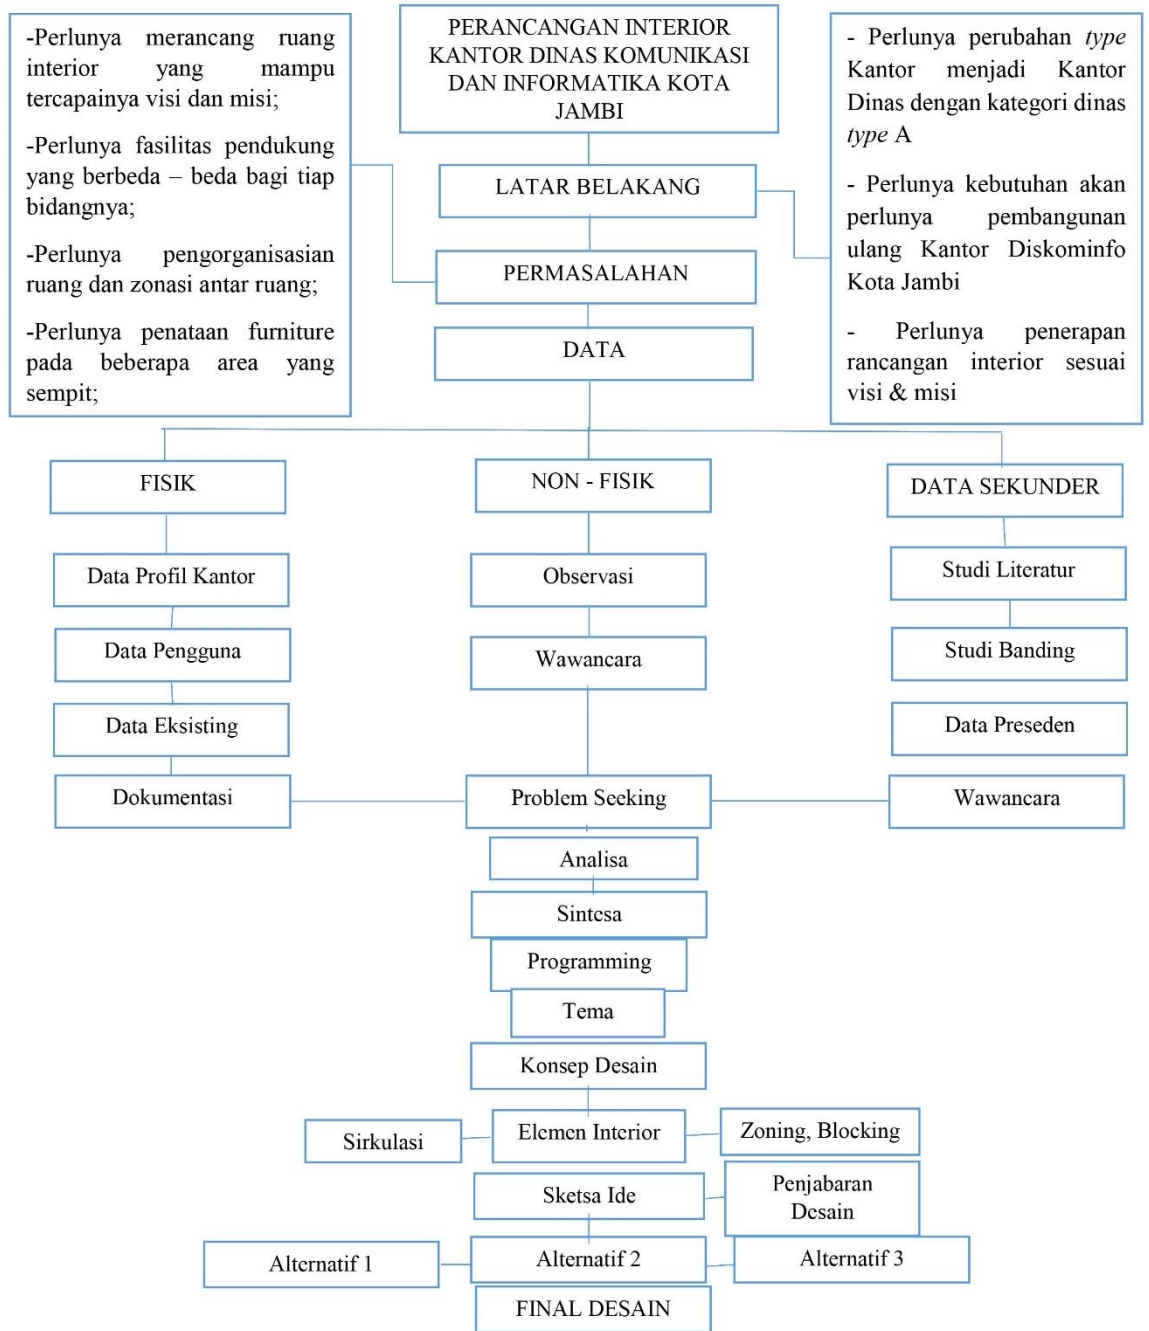 PERANCANGAN INTERIOR
KANTOR DINAS KOMUNIKASI
DAN INFORMATIKA KOTA
JAMBI
-Perlunya merancang ruang
interior yang mampu
tercapainya visi dan misi;
-Perlunya fasilitas pendukung
yang berbeda – beda bagi tiap
bidangnya;
-Perlunya pengorganisasian
ruang dan zonasi antar ruang;
-Perlunya penataan furniture
pada beberapa area yang
sempit;
LATAR BELAKANG
PERMASALAHAN
DATA
- Perlunya perubahan type
Kantor menjadi Kantor
Dinas dengan kategori dinas
type A
- Perlunya kebutuhan akan
perlunya pembangunan
ulang Kantor Diskominfo
Kota Jambi
- Perlunya penerapan
rancangan interior sesuai
visi & misi
FISIK
NON - FISIK
DATA SEKUNDER
Data Profil Kantor
Observasi
Studi Literatur
Data Pengguna
Wawancara
Studi Banding
Data Eksisting
Data Preseden
Dokumentasi
Problem Seeking
Wawancara
Analisa
Sintesa
Programming
Tema
Konsep Desain
Sirkulasi
Elemen Interior
Zoning, Blocking
Sketsa Ide
Penjabaran
Desain
Alternatif 1
Alternatif 2
Alternatif 3
FINAL DESAIN